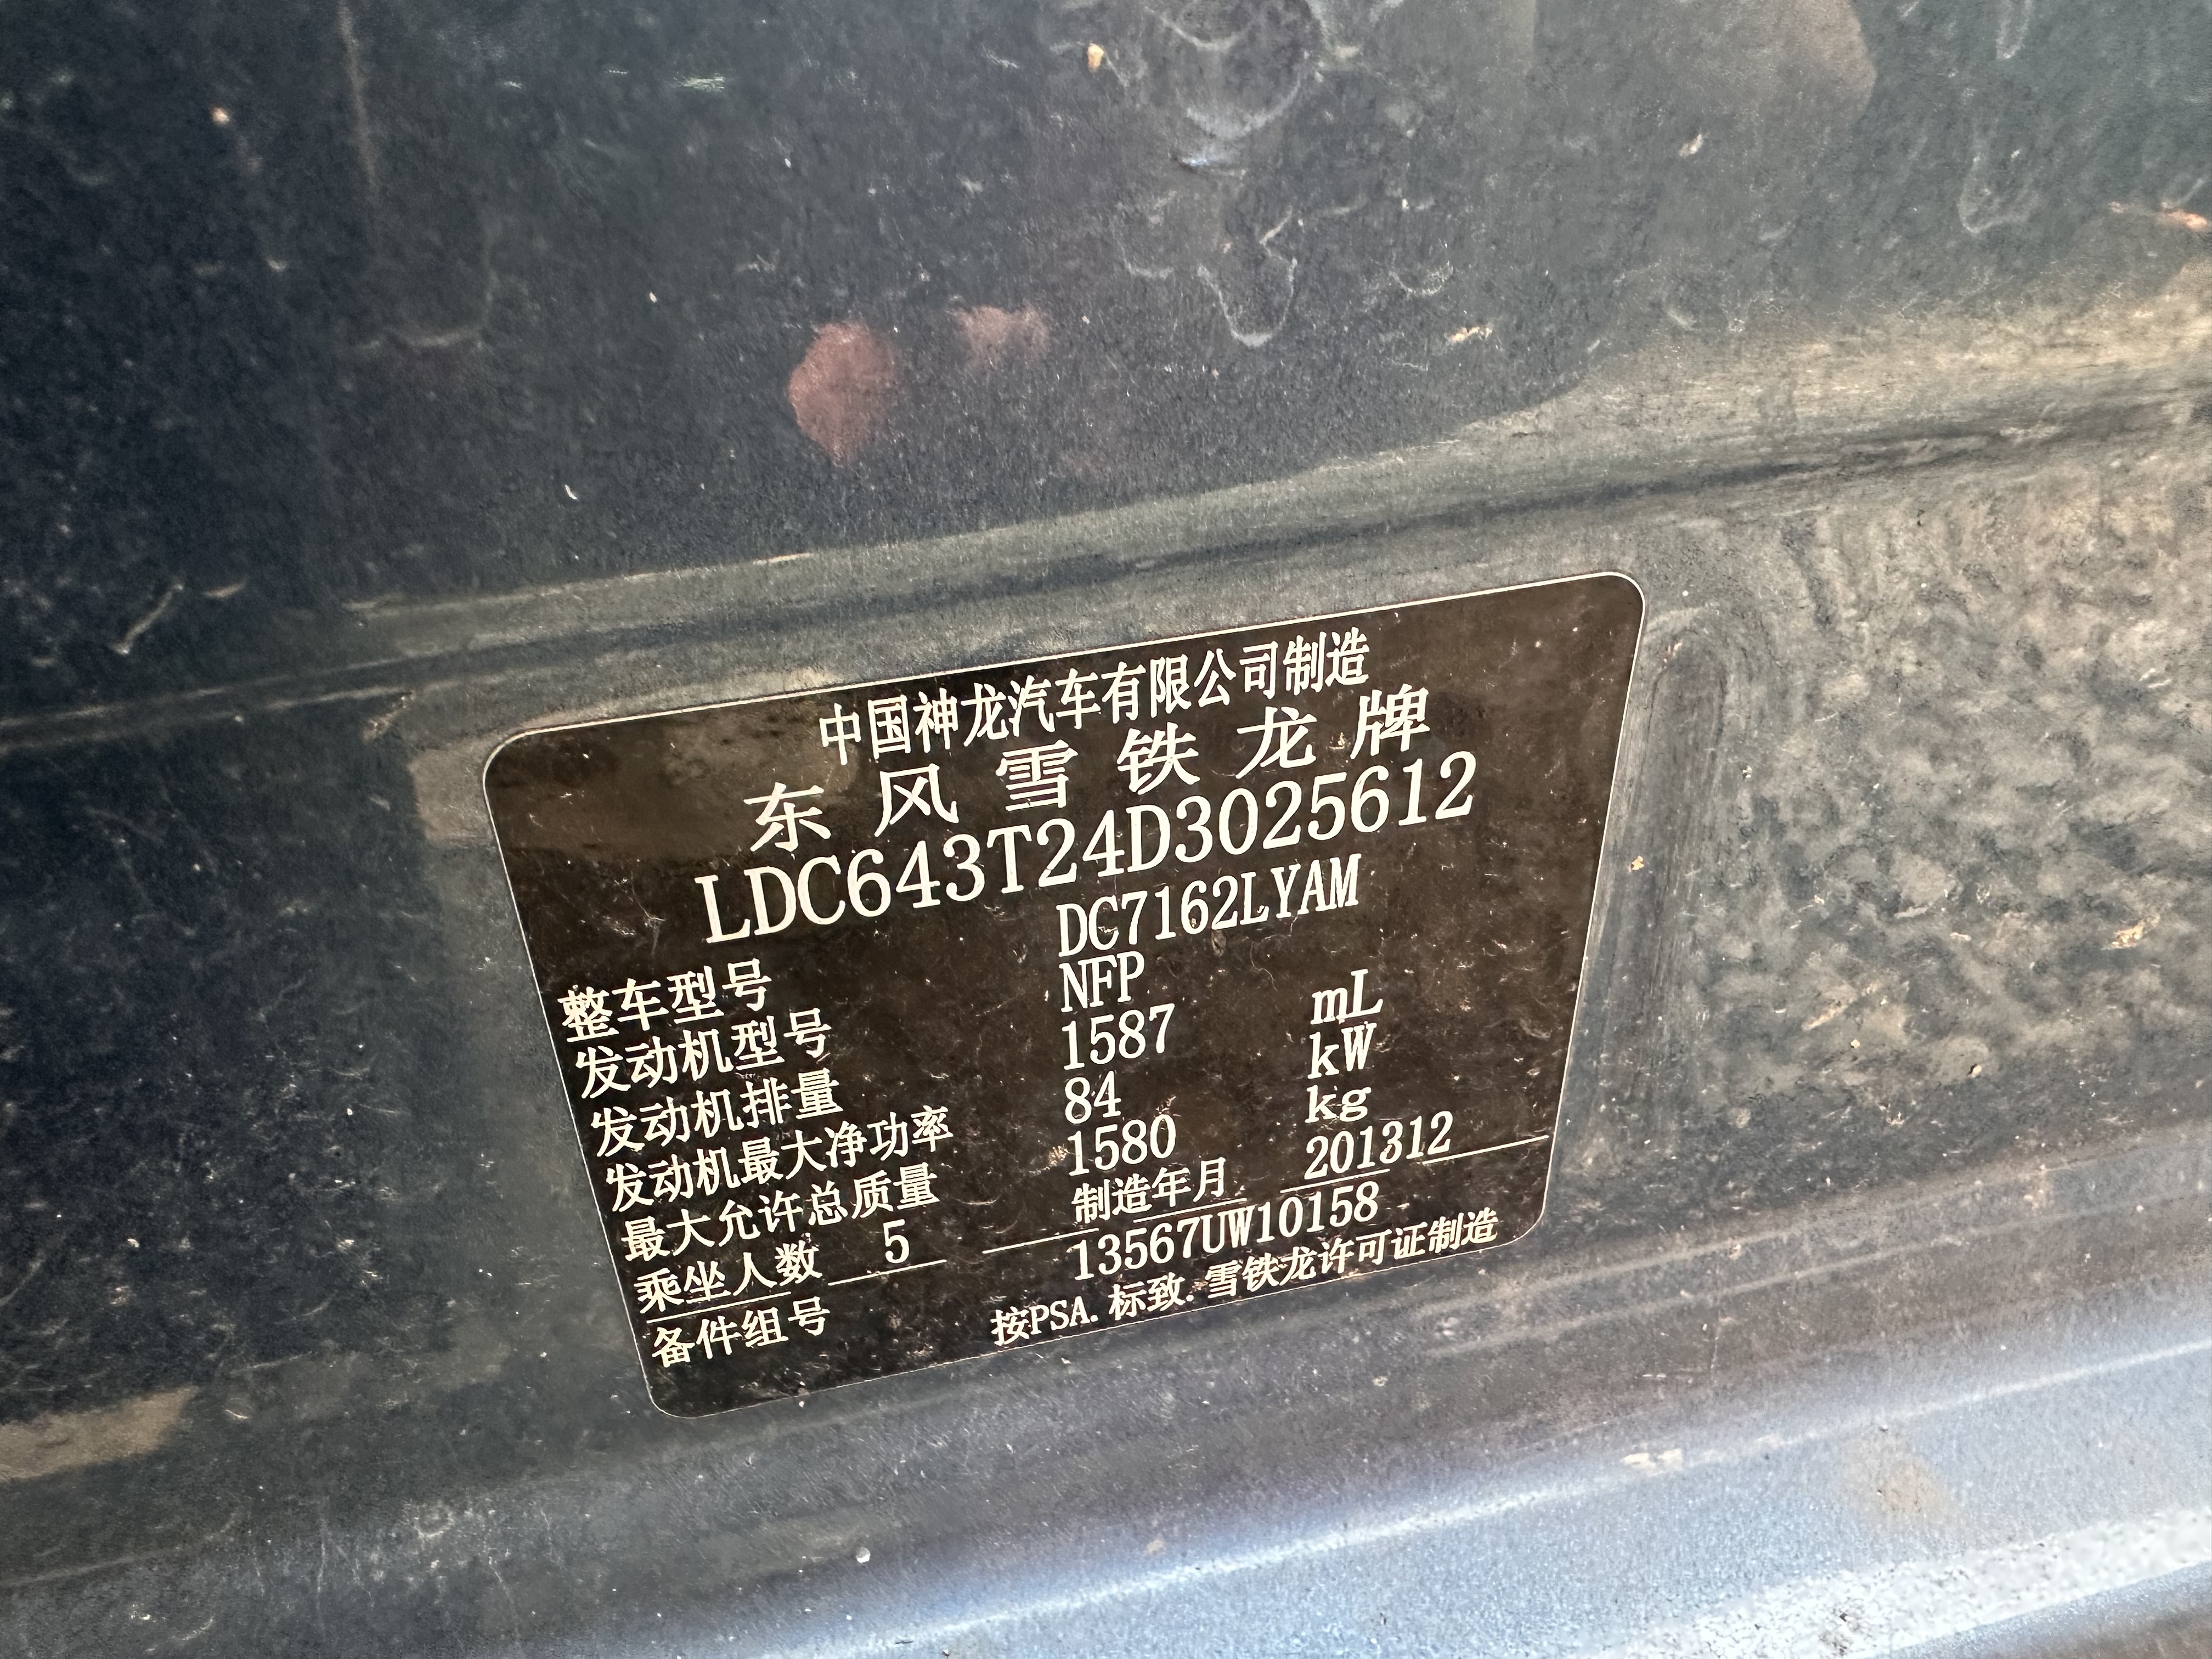 中国神龙汽车有限公司制造
东风雪铁龙牌
LDC643T24D3025612
整车型号 DC7162LYAM
发动机型号 NFP
发动机排量 1587 mL
发动机最大净功率 84 kW
最大允许总质量 1580 kg
乘坐人数 5 制造年月 201312
备件组号 13567UW10158
按PSA.标致.雪铁龙许可证制造